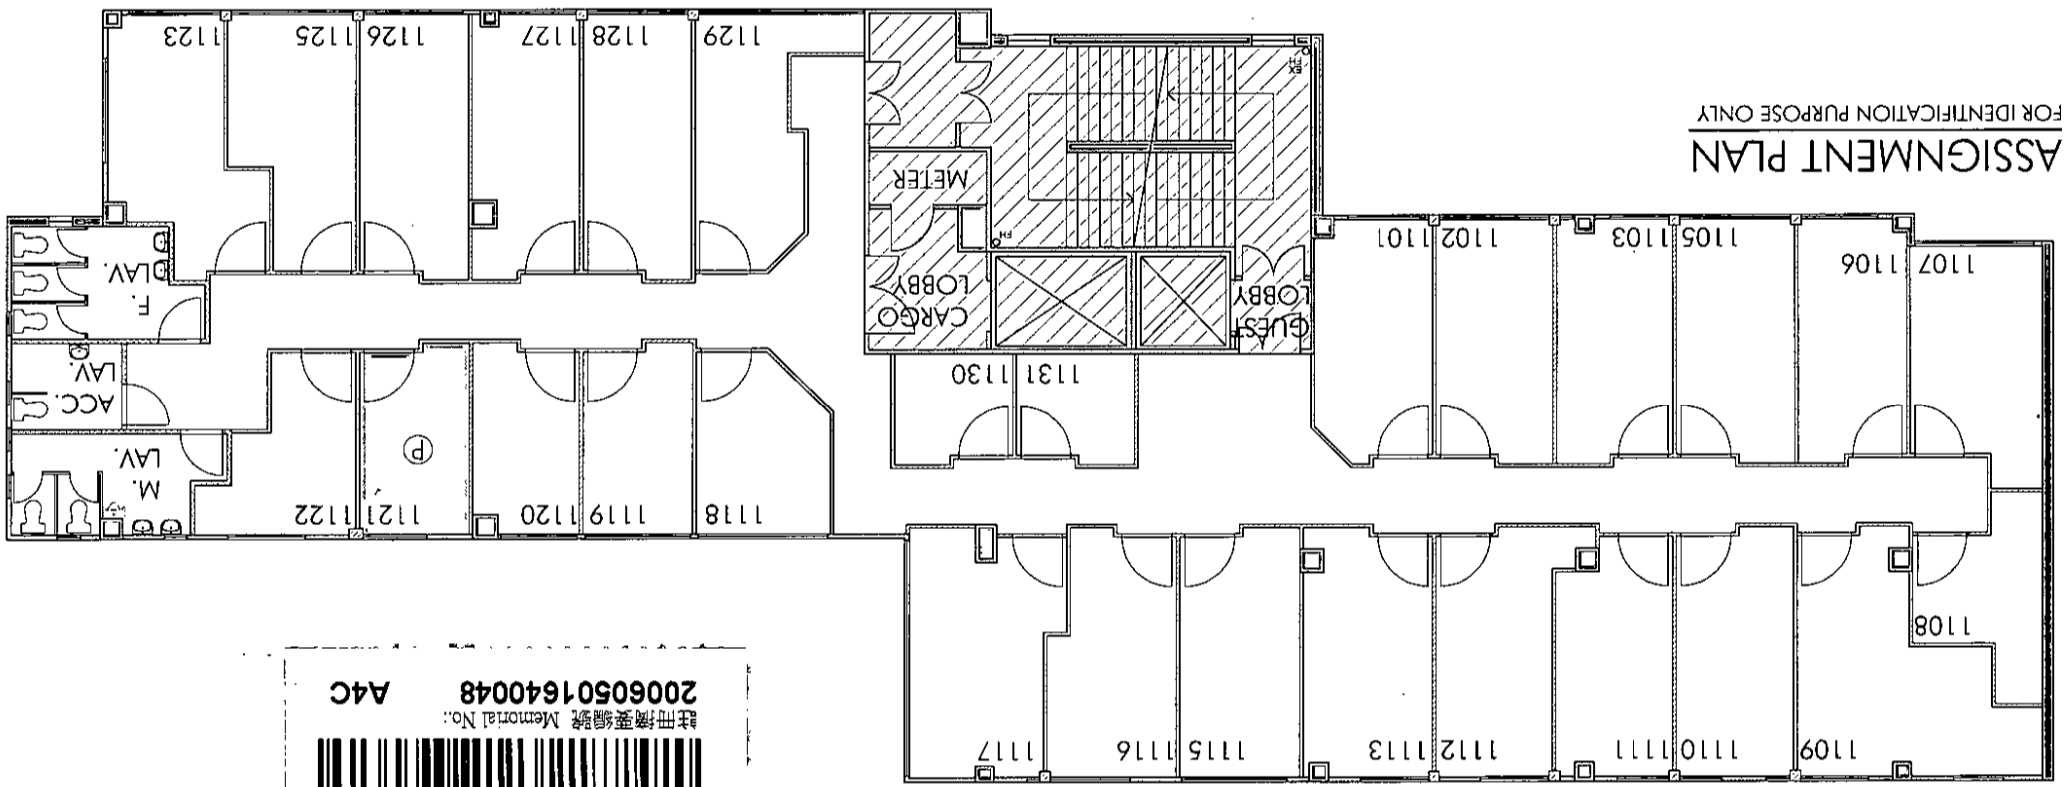 1109
1110
1111
1112
1113
1115
1116
1117
註冊摘要編號 Memorial No.:
20060501640048 A4C
1108
1118
1119
1120
1121
1122
M.
LAV.
P
ACC.
LAV.
1131
1130
GUEST
LOBBY
CARGO
LOBBY
F.
LAV.
1107
1106
1105
1103
1102
1101
FH
METER
ASSIGNMENT PLAN
FOR IDENTIFICATION PURPOSE ONLY
1129
1128
1127
1126
1125
1123